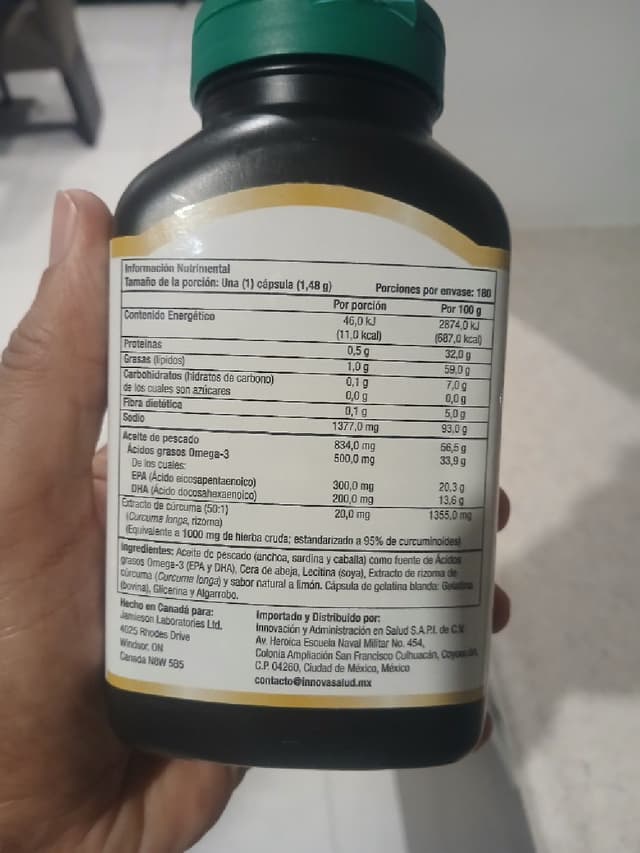 Información Nutrimental
Tamaño de la porción: Una (1) cápsula (1,48 g) Porciones por envase: 180
Por porción Por 100 g
Contenido Energético 46,0 kJ 2874,0 kJ
(11,0 kcal) (687,0 kcal)
Proteínas 0,5 g 32,0 g
Grasas (lípidos) 1,0 g 59,0 g
Carbohidratos (hidratos de carbono) 0,1 g 7,0 g
de los cuales son azúcares 0,0 g 0,0 g
Fibra dietética 0,1 g 5,0 g
Sodio 1377,0 mg 93,0 g
Aceite de pescado 834,0 mg 56,5 g
Ácidos grasos Omega-3 500,0 mg 33,9 g
De los cuales:
EPA (Ácido eicosapentaenoico) 300,0 mg 20,3 g
DHA (Ácido docosahexaenoico) 200,0 mg 13,6 g
Extracto de cúrcuma (50:1) 20,0 mg 1355,0 mg
(Curcuma longa, rizoma)
(Equivalente a 1000 mg de hierba cruda; estandarizado a 95% de curcuminoides)
Ingredientes: Aceite de pescado (anchoa, sardina y caballa) como fuente de Ácidos
grasos Omega-3 (EPA y DHA), Cera de abeja, Lecitina (soya), Extracto de rizoma de
cúrcuma (Curcuma longa) y sabor natural a limón. Cápsula de gelatina blanda: Gelatina
(bovina), Glicerina y Algarrobo.
Hecho en Canadá para:
Jamieson Laboratories Ltd.
4025 Rhodes Drive
Windsor, ON
Canada N8W 5B5
Importado y Distribuido por:
Innovación y Administración en Salud S.A.P.I. de C.V.
Av. Heroica Escuela Naval Militar No. 454,
Colonia Ampliación San Francisco Culhuacán, Coyoacán,
C.P. 04260, Ciudad de México, México
contacto@innovasalud.mx